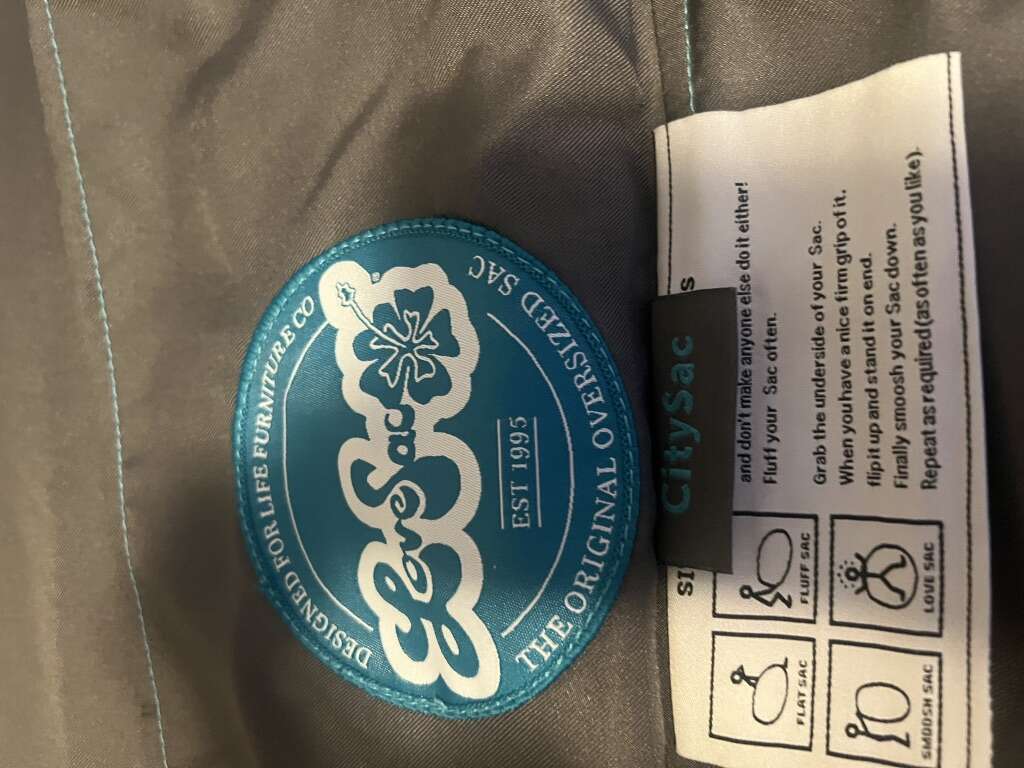 DESIGNED FOR LIFE FURNITURE CO
LoveSac
EST 1995
THE ORIGINAL OVERSIZED SAC
CitySac
and don't make anyone else do it either!
Fluff your Sac often.
Grab the underside of your Sac.
When you have a nice firm grip of it.
flip it up and stand it on end.
Finally smoosh your Sac down.
Repeat as required (as often as you like).
FLAT SAC
FLUFF SAC
SMOOSH SAC
LOVE SAC